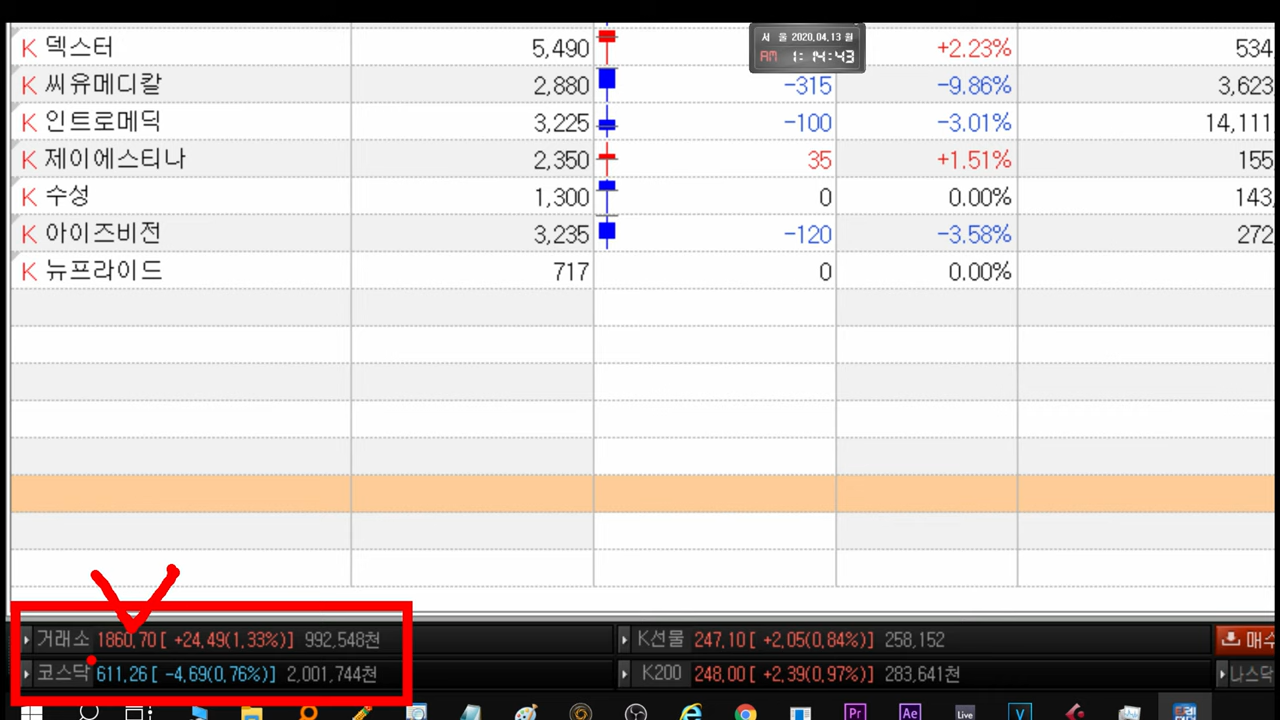 서 울 2020.04.13 월
AM 1:14:43
K 덱스터 5,490 +2.23% 534
K 씨유메디칼 2,880 -315 -9.86% 3,623
K 인트로메딕 3,225 -100 -3.01% 14,111
K 제이에스티나 2,350 35 +1.51% 155
K 수성 1,300 0 0.00% 143,
K 아이즈비전 3,235 -120 -3.58% 272
K 뉴프라이드 717 0 0.00%
거래소 1860,70 [ +24,49(1,33%)] 992,548천 K선물 247,10 [ +2,05(0,84%)] 258,152 매수
코스닥 611,26 [ -4,69(0,76%)] 2,001,744천 K200 248,00 [ +2,39(0,97%)] 283,641천 나스닥
Pr Ae Live V